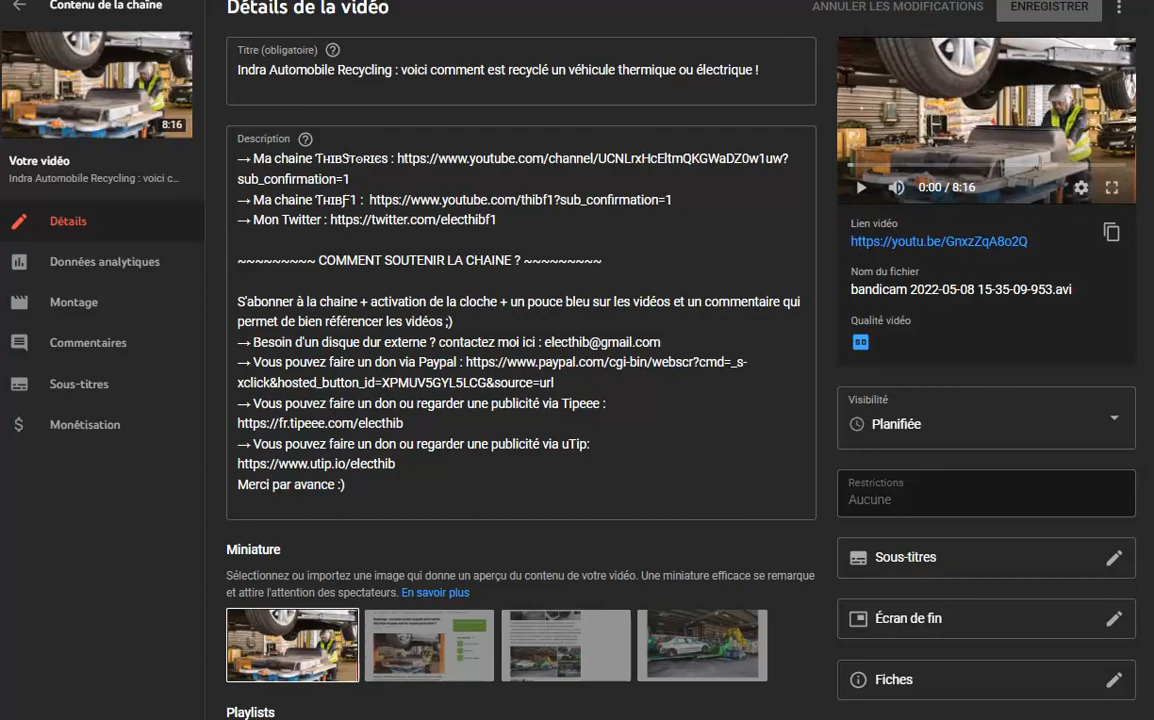 Contenu de la chaîne
Détails de la vidéo
ANNULER LES MODIFICATIONS
ENREGISTRER
8:16
Votre vidéo
Indra Automobile Recycling : voici c...
Détails
Données analytiques
Montage
Commentaires
Sous-titres
Monétisation
Titre (obligatoire)
Indra Automobile Recycling : voici comment est recyclé un véhicule thermique ou électrique !
Description
→ Ma chaine ƬʜɪʙSᴛᴏʀɪᴇs : https://www.youtube.com/channel/UCNLrxHcEltmQKGWaDZ0w1uw?
sub_confirmation=1
→ Ma chaine ƬʜɪʙƑ1 : https://www.youtube.com/thibf1?sub_confirmation=1
→ Mon Twitter : https://twitter.com/electhibf1
~~~~~~~~~ COMMENT SOUTENIR LA CHAINE ? ~~~~~~~~~
S'abonner à la chaine + activation de la cloche + un pouce bleu sur les vidéos et un commentaire qui
permet de bien référencer les vidéos ;)
→ Besoin d'un disque dur externe ? contactez moi ici : electhib@gmail.com
→ Vous pouvez faire un don via Paypal : https://www.paypal.com/cgi-bin/webscr?cmd=_s-
xclick&hosted_button_id=XPMUV5GYL5LCG&source=url
→ Vous pouvez faire un don ou regarder une publicité via Tipeee :
https://fr.tipeee.com/electhib
→ Vous pouvez faire un don ou regarder une publicité via uTip:
https://www.utip.io/electhib
Merci par avance :)
Miniature
Sélectionnez ou importez une image qui donne un aperçu du contenu de votre vidéo. Une miniature efficace se remarque
et attire l'attention des spectateurs. En savoir plus
Playlists
0:00 / 8:16
Lien vidéo
https://youtu.be/GnxzZqA8o2Q
Nom du fichier
bandicam 2022-05-08 15-35-09-953.avi
Qualité vidéo
SD
Visibilité
Planifiée
Restrictions
Aucune
Sous-titres
Écran de fin
Fiches